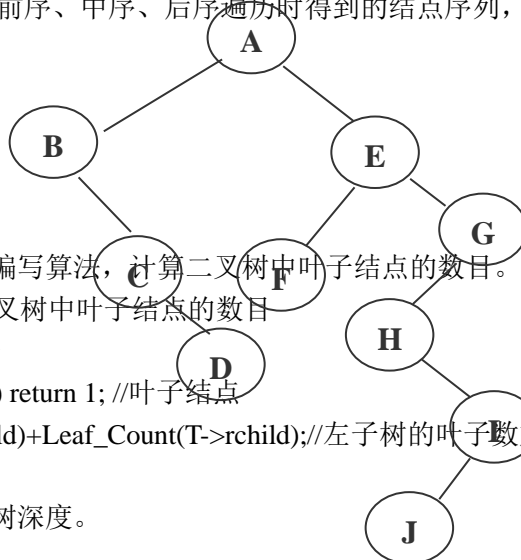 前序、中序、后序遍历时得到的结点序列,
A
B
E
G
编写算法，计算二叉树中叶子结点的数目。
C
F
叉树中叶子结点的数目
H
D
) return 1; //叶子结点
ld)+Leaf_Count(T->rchild);//左子树的叶子数
I
树深度。
J